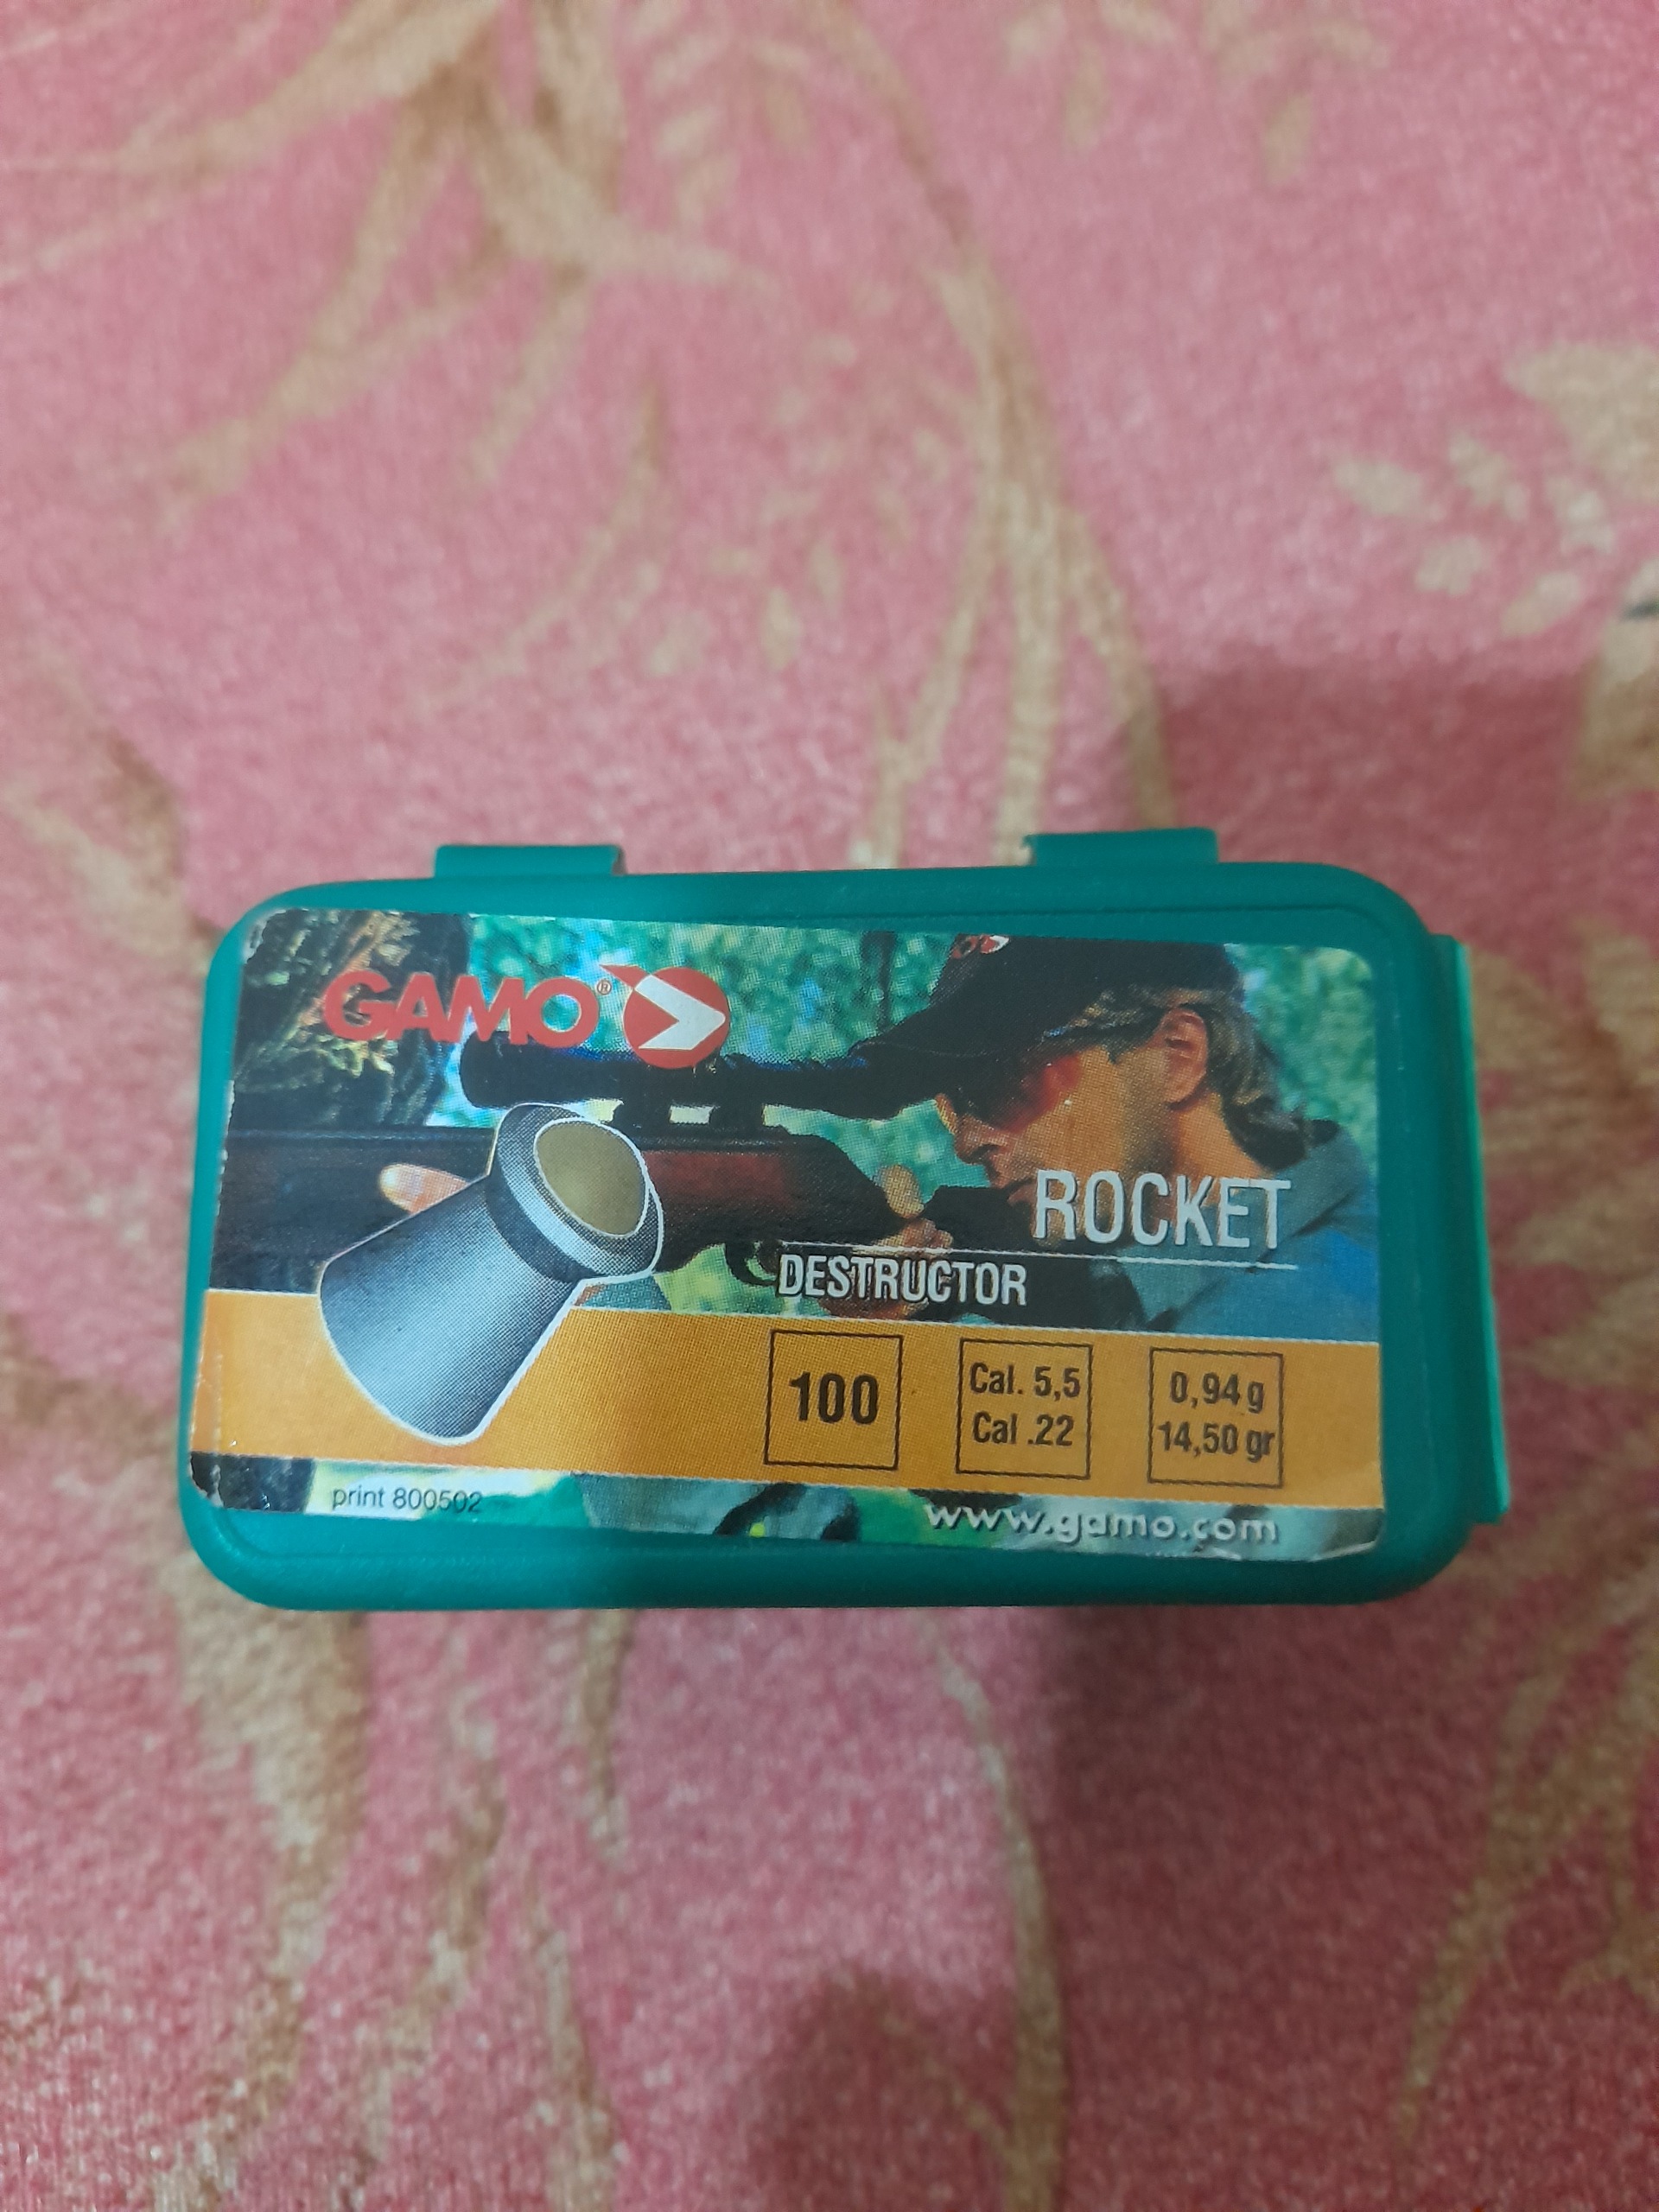 GAMO®
ROCKET
DESTRUCTOR
100
Cal. 5,5
Cal .22
0,94 g
14,50 gr
print 800502
www.gamo.com